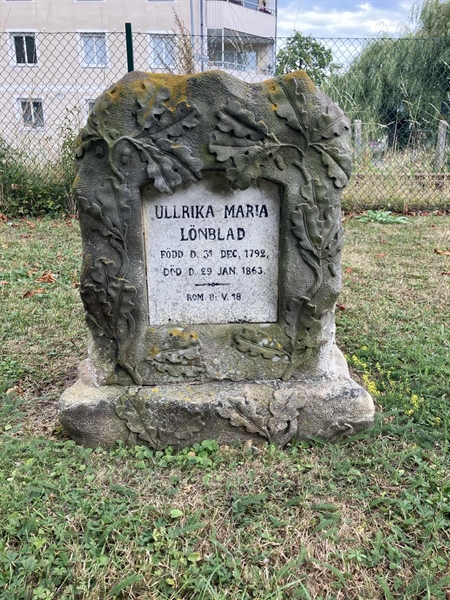 ULLRIKA MARIA
LÖNBLAD
FÖDD D. 31 DEC. 1792,
DÖD D. 29 JAN. 1863.
ROM. 8: V. 18